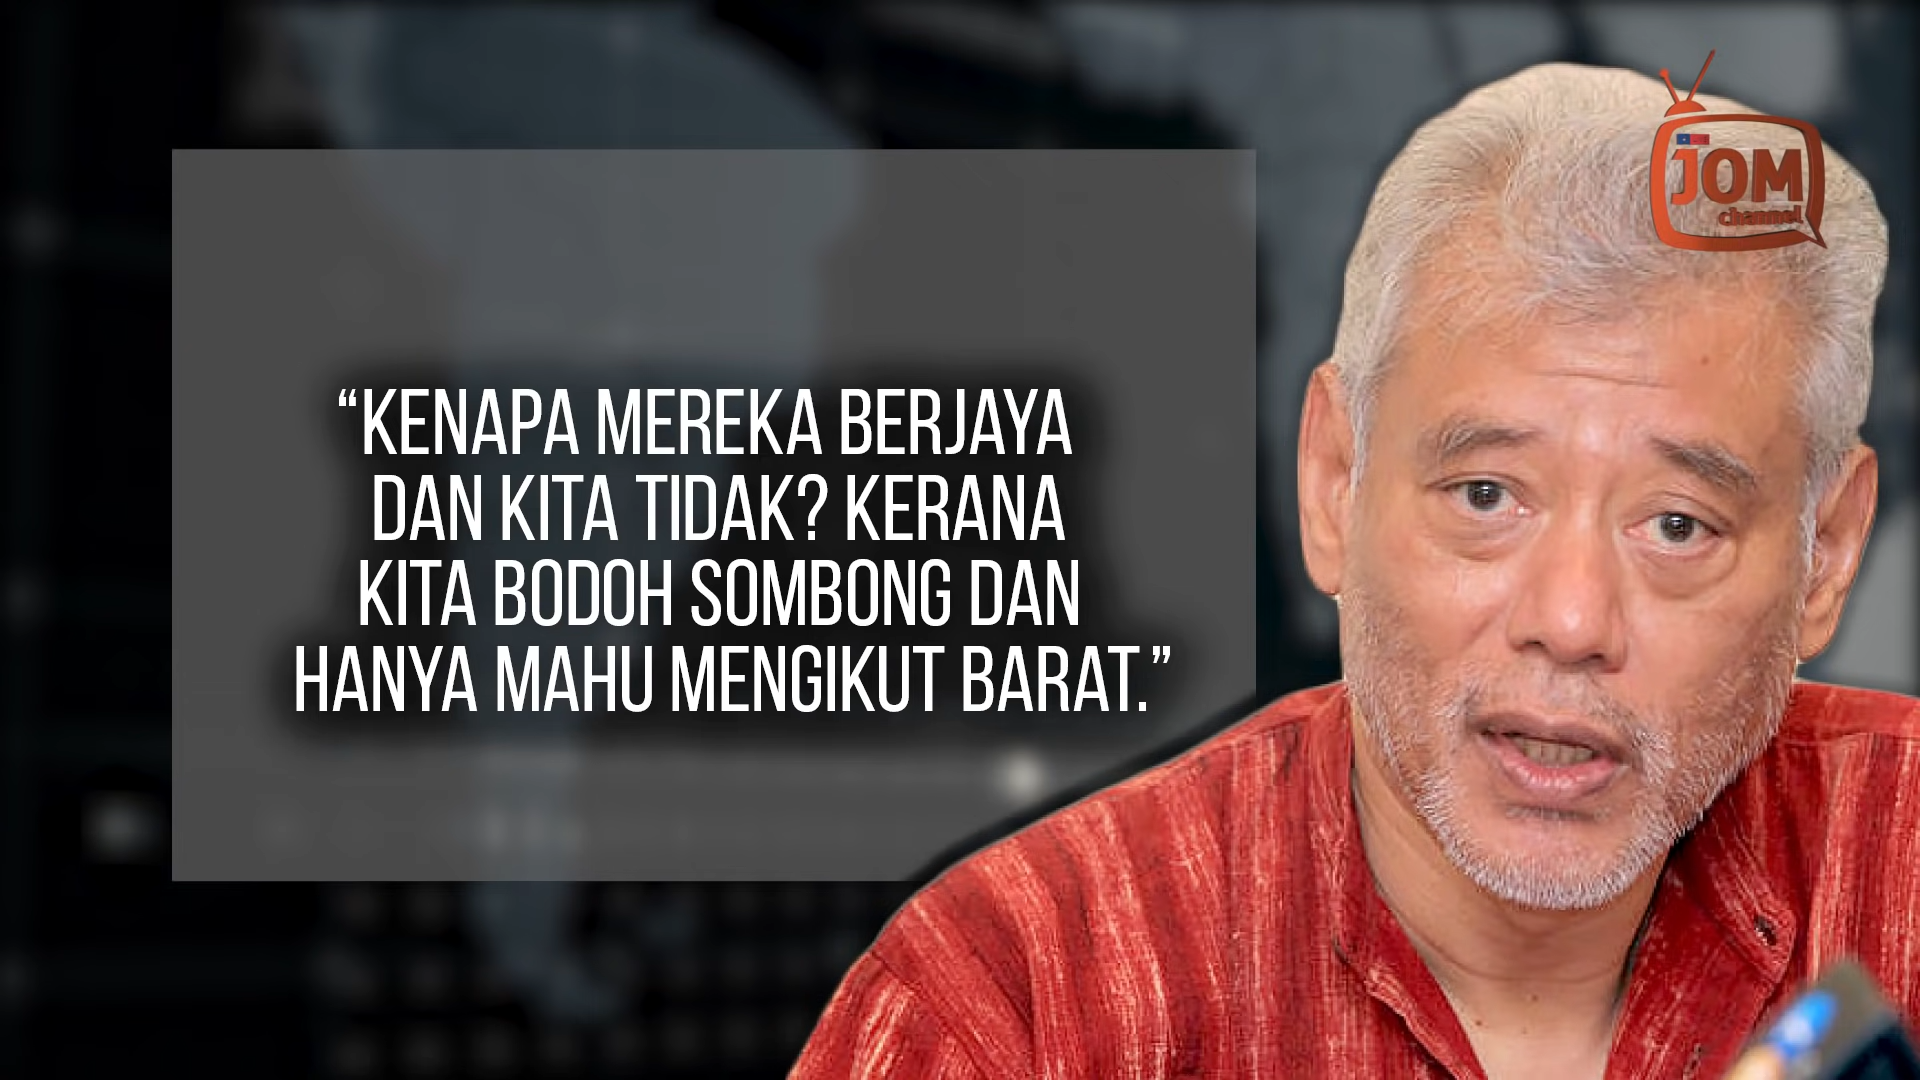 JOM
channel
“KENAPA MEREKA BERJAYA
DAN KITA TIDAK? KERANA
KITA BODOH SOMBONG DAN
HANYA MAHU MENGIKUT BARAT.”